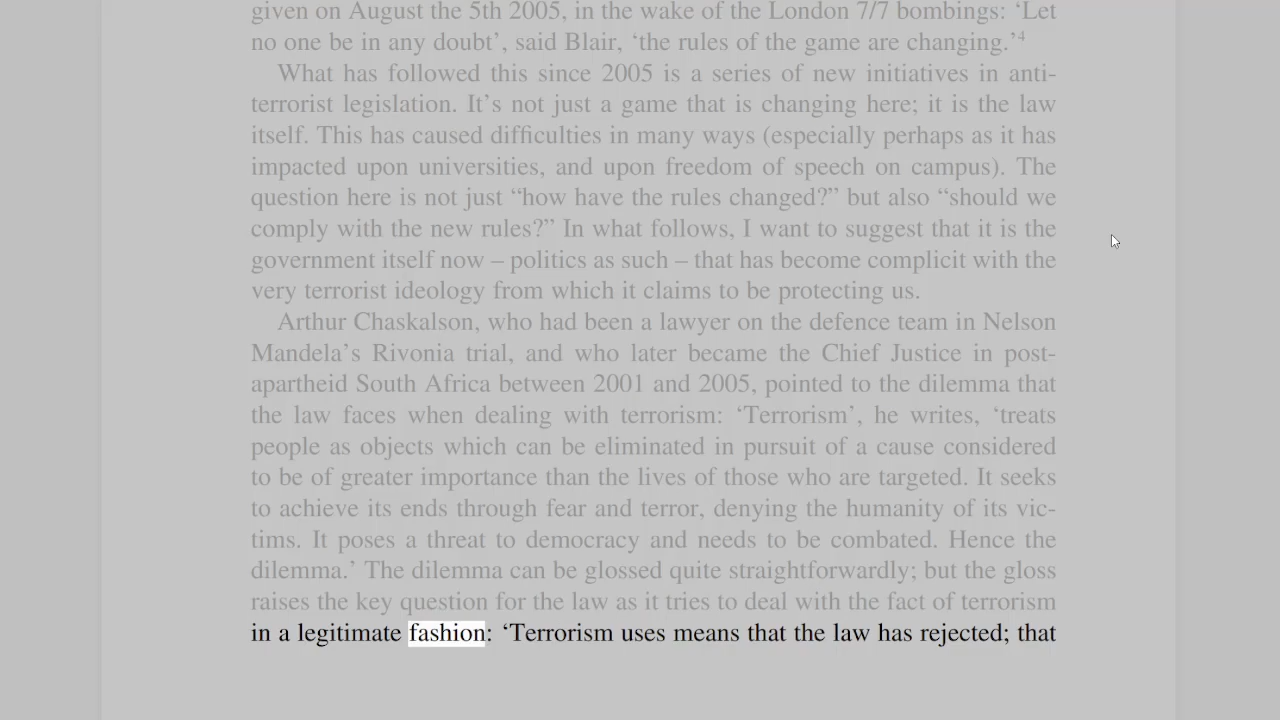 given on August the 5th 2005, in the wake of the London 7/7 bombings: ‘Let
no one be in any doubt’, said Blair, ‘the rules of the game are changing.’4
What has followed this since 2005 is a series of new initiatives in anti-
terrorist legislation. It’s not just a game that is changing here; it is the law
itself. This has caused difficulties in many ways (especially perhaps as it has
impacted upon universities, and upon freedom of speech on campus). The
question here is not just “how have the rules changed?” but also “should we
comply with the new rules?” In what follows, I want to suggest that it is the
government itself now – politics as such – that has become complicit with the
very terrorist ideology from which it claims to be protecting us.
Arthur Chaskalson, who had been a lawyer on the defence team in Nelson
Mandela’s Rivonia trial, and who later became the Chief Justice in post-
apartheid South Africa between 2001 and 2005, pointed to the dilemma that
the law faces when dealing with terrorism: ‘Terrorism’, he writes, ‘treats
people as objects which can be eliminated in pursuit of a cause considered
to be of greater importance than the lives of those who are targeted. It seeks
to achieve its ends through fear and terror, denying the humanity of its vic-
tims. It poses a threat to democracy and needs to be combated. Hence the
dilemma.’ The dilemma can be glossed quite straightforwardly; but the gloss
raises the key question for the law as it tries to deal with the fact of terrorism
in a legitimate fashion: ‘Terrorism uses means that the law has rejected; that